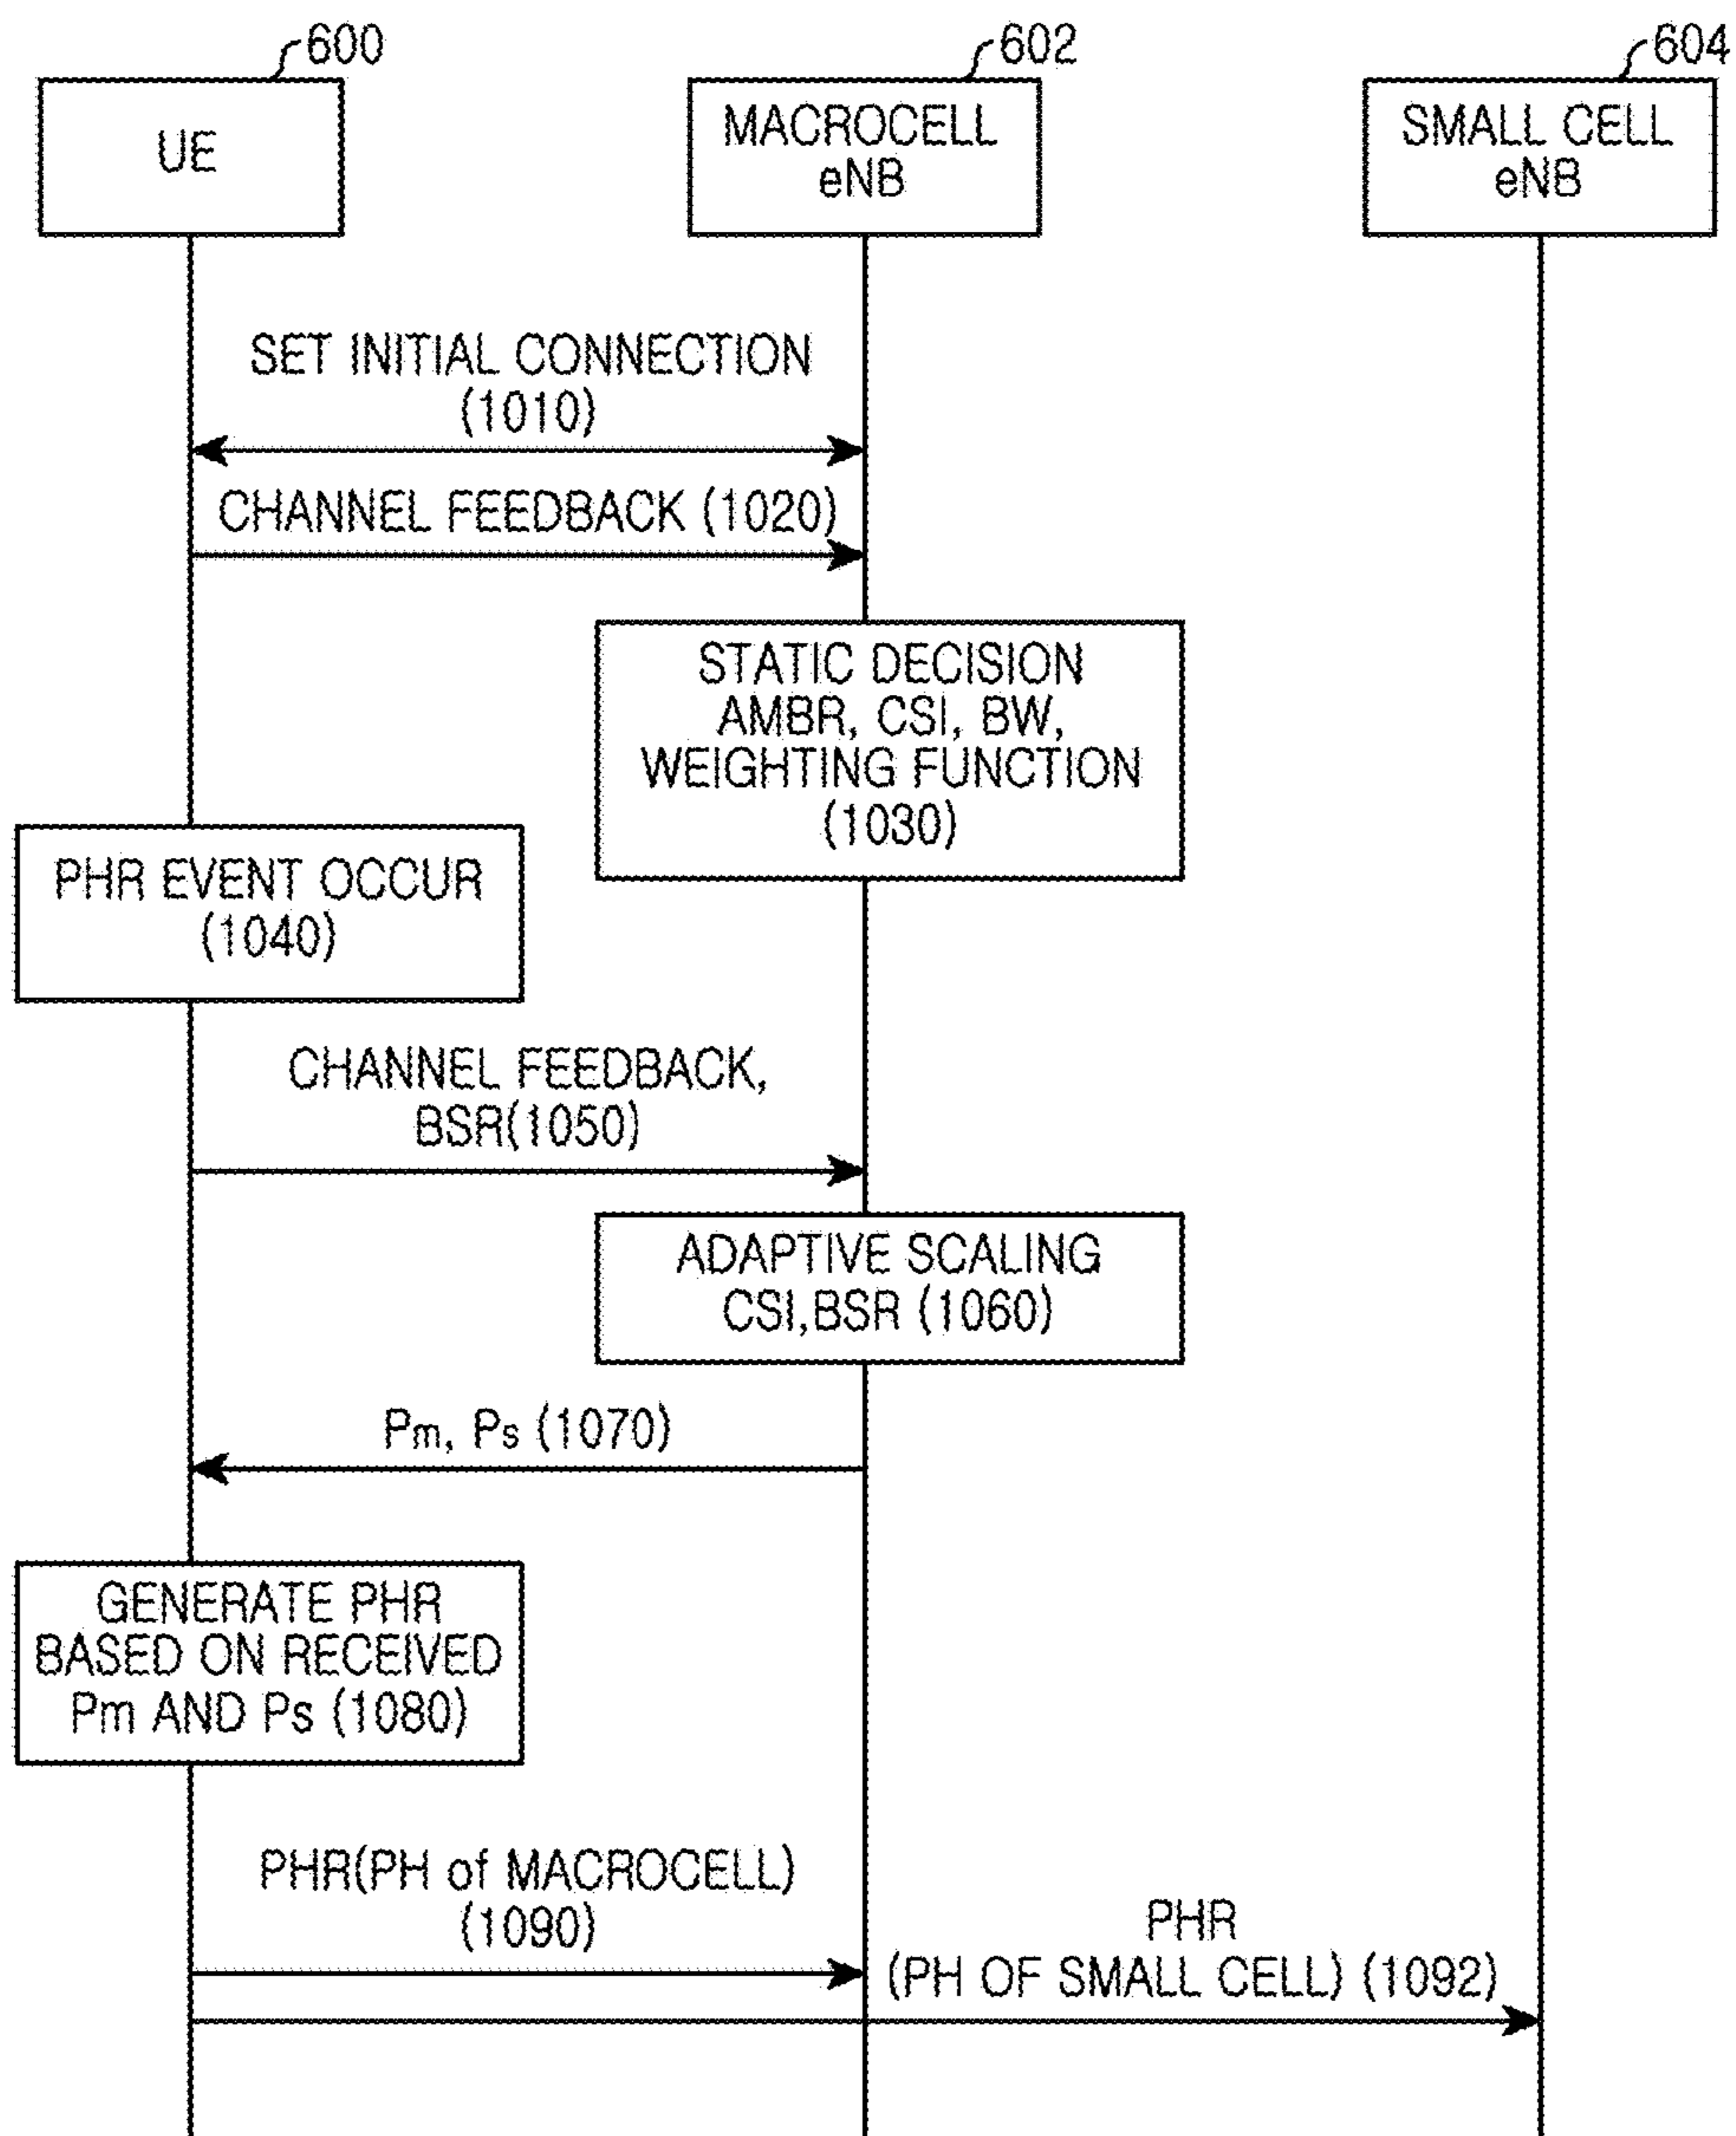 600
602
604
UE
MACROCELL
eNB
SMALL CELL
eNB
SET INITIAL CONNECTION
(1010)
CHANNEL FEEDBACK (1020)
STATIC DECISION
AMBR, CSI, BW,
WEIGHTING FUNCTION
(1030)
PHR EVENT OCCUR
(1040)
CHANNEL FEEDBACK,
BSR(1050)
ADAPTIVE SCALING
CSI,BSR (1060)
Pm, Ps (1070)
GENERATE PHR
BASED ON RECEIVED
Pm AND Ps (1080)
PHR(PH of MACROCELL)
(1090)
PHR
(PH OF SMALL CELL) (1092)